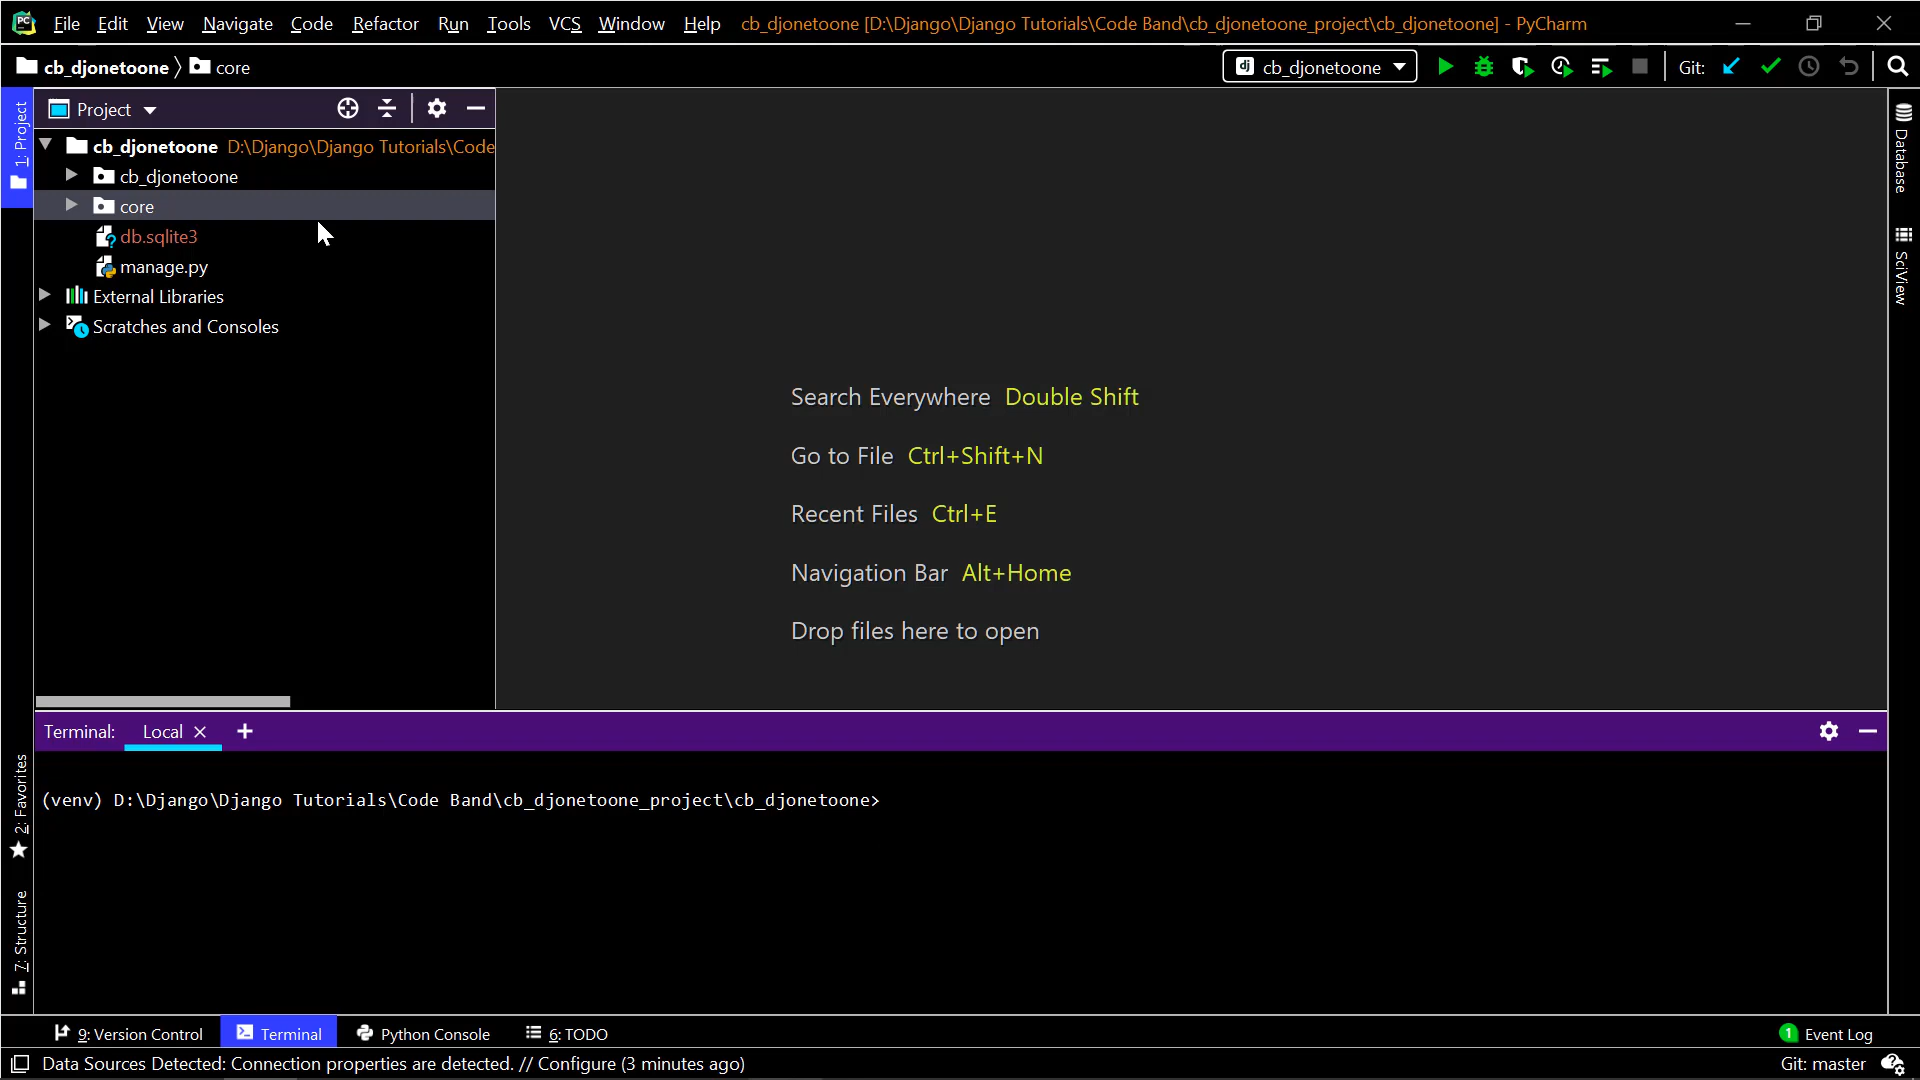 File Edit View Navigate Code Refactor Run Tools VCS Window Help cb_djonetoone [D:\Django\Django Tutorials\Code Band\cb_djonetoone_project\cb_djonetoone] - PyCharm
cb_djonetoone core
dj cb_djonetoone Git:
1: Project
Project
cb_djonetoone D:\Django\Django Tutorials\Code
cb_djonetoone
core
db.sqlite3
manage.py
External Libraries
Scratches and Consoles
Search Everywhere Double Shift
Go to File Ctrl+Shift+N
Recent Files Ctrl+E
Navigation Bar Alt+Home
Drop files here to open
Database
SciView
Terminal: Local
(venv) D:\Django\Django Tutorials\Code Band\cb_djonetoone_project\cb_djonetoone>
2: Favorites
7: Structure
9: Version Control Terminal Python Console 6: TODO 1 Event Log
Data Sources Detected: Connection properties are detected. // Configure (3 minutes ago) Git: master